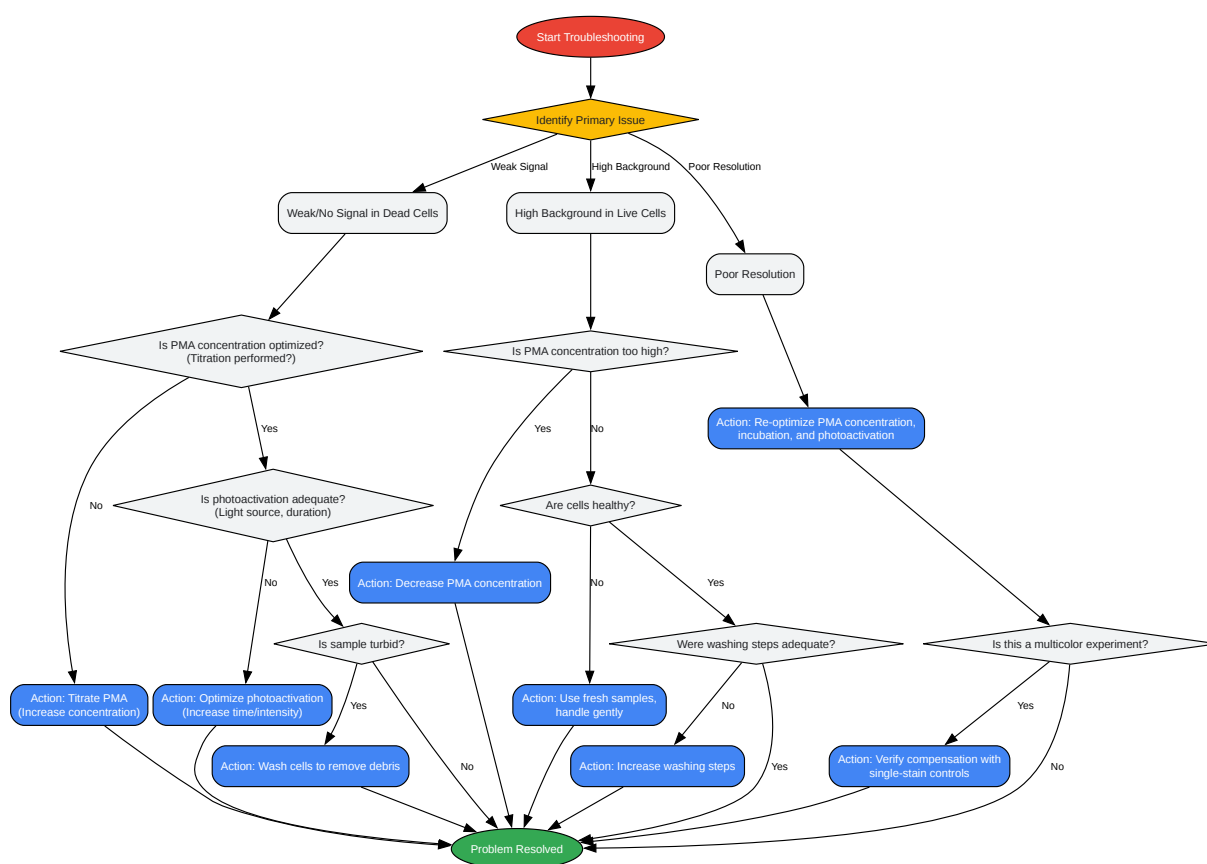 Start Troubleshooting
Identify Primary Issue
Weak Signal
High Background
Poor Resolution
Weak/No Signal in Dead Cells
High Background in Live Cells
Poor Resolution
Is PMA concentration optimized?
(Titration performed?)
Is PMA concentration too high?
Action: Re-optimize PMA concentration,
incubation, and photoactivation
Yes
Yes
No
No
Is photoactivation adequate?
(Light source, duration)
Are cells healthy?
No
Yes
Action: Decrease PMA concentration
No
Yes
Is sample turbid?
Were washing steps adequate?
Is this a multicolor experiment?
Action: Titrate PMA
(Increase concentration)
Action: Optimize photoactivation
(Increase time/intensity)
Yes
Action: Use fresh samples,
handle gently
No
Yes
Action: Wash cells to remove debris
No
Action: Increase washing steps
Yes
Action: Verify compensation with
single-stain controls
No
Problem Resolved